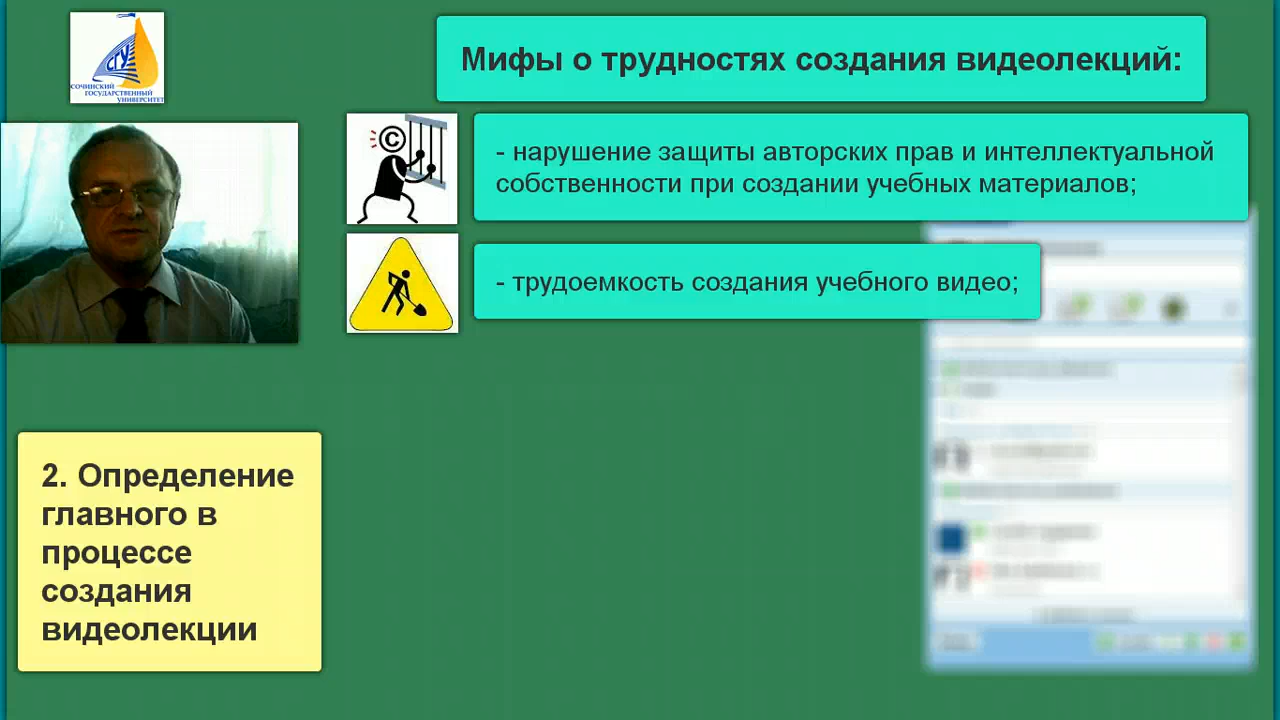 СГУ
СОЧИНСКИЙ
ГОСУДАРСТВЕННЫЙ
УНИВЕРСИТЕТ
Мифы о трудностях создания видеолекций:
©
- нарушение защиты авторских прав и интеллектуальной
собственности при создании учебных материалов;
- трудоемкость создания учебного видео;
2. Определение
главного в
процессе
создания
видеолекции